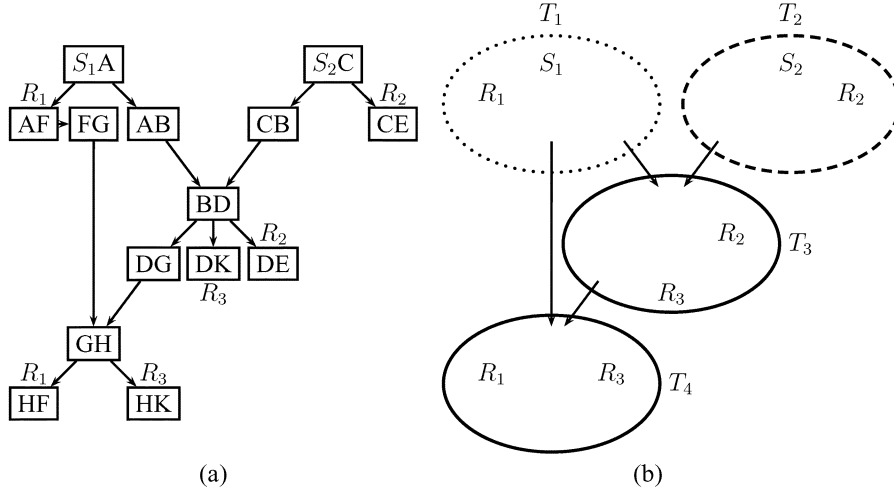 T₁ T₂
S₁A S₂C S₁ S₂
R₁ R₂ R₁ R₂
AF FG AB CB CE
BD
R₂ R₂ T₃
DG DK DE
R₃ R₃
GH
R₁ R₃ R₁ R₃ T₄
HF HK
(a) (b)